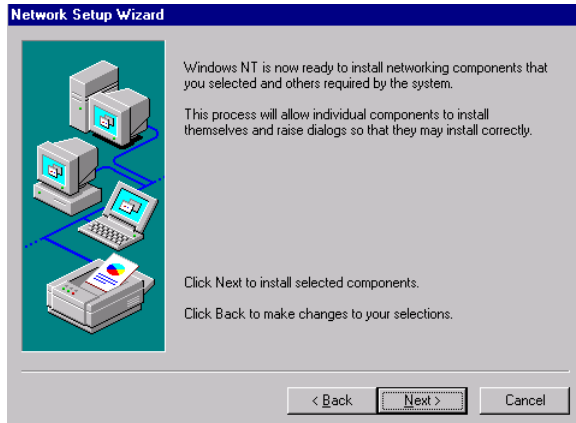 Network Setup Wizard
Windows NT is now ready to install networking components that
you selected and others required by the system.
This process will allow individual components to install
themselves and raise dialogs so that they may install correctly.
Click Next to install selected components.
Click Back to make changes to your selections.
< Back
Next >
Cancel